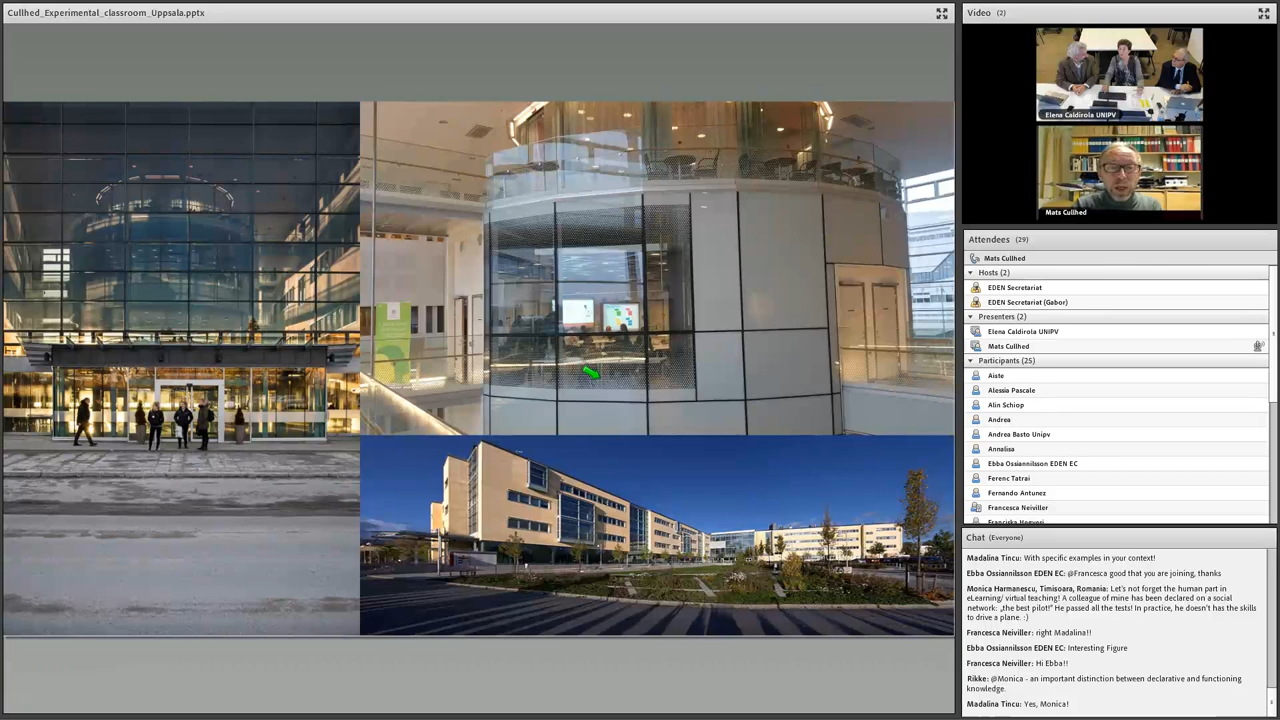 Cullhed_Experimental_classroom_Uppsala.pptx
Video (2)
Elena Caldirola UNIPV
Mats Cullhed
Attendees (29)
Mats Cullhed
Hosts (2)
EDEN Secretariat
EDEN Secretariat (Gabor)
Presenters (2)
Elena Caldirola UNIPV
Mats Cullhed
Participants (25)
Aiste
Alessia Pascale
Alin Schiop
Andrea
Andrea Basto Unipv
Annalisa
Ebba Ossiannilsson EDEN EC
Ferenc Tatrai
Fernando Antunez
Francesca Neiviller
Chat (Everyone)
Madalina Tincu: With specific examples in your context!
Ebba Ossiannilsson EDEN EC: @Francesca good that you are joining, thanks
Monica Harmanescu, Timisoara, Romania: Let's not forget the human part in
eLearning/ virtual teaching! A colleague of mine has been declared on a social
network: „the best pilot!" He passed all the tests! In practice, he doesn't has the skills
to drive a plane. :)
Francesca Neiviller: right Madalina!!
Ebba Ossiannilsson EDEN EC: Interesting Figure
Francesca Neiviller: Hi Ebba!!
Rikke: @Monica - an important distinction between declarative and functioning
knowledge.
Madalina Tincu: Yes, Monica!